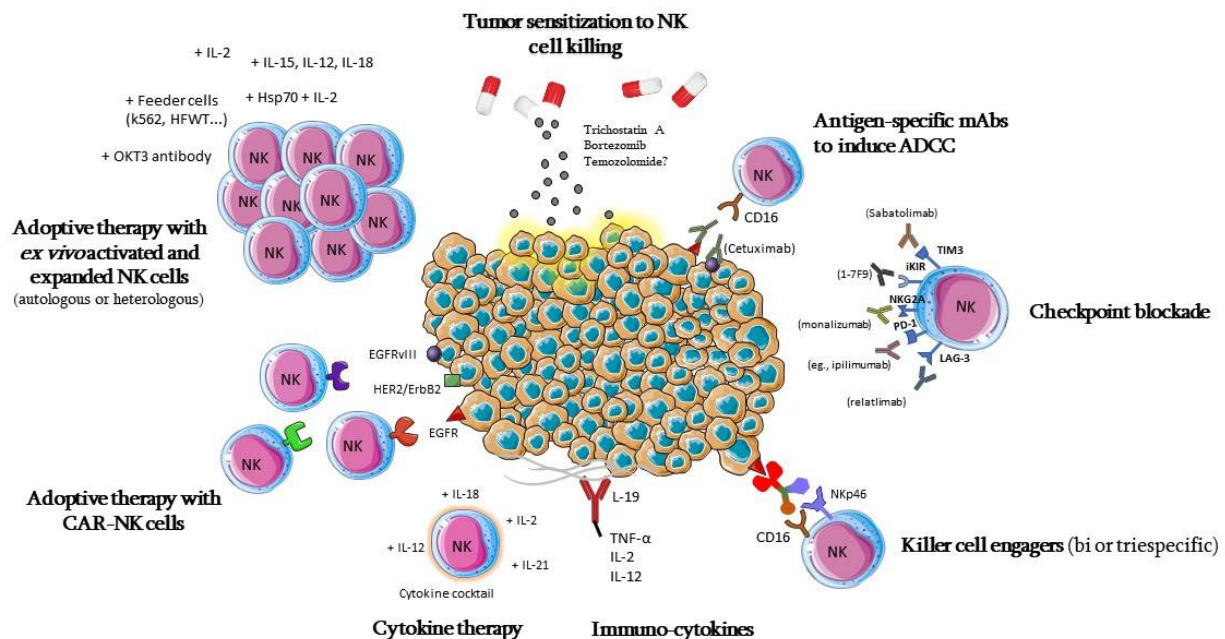 Tumor sensitization to NK
cell killing
+ IL-2
+ IL-15, IL-12, IL-18
+ Feeder cells
(k562, HFWT...)
+ Hsp70 + IL-2
+ OKT3 antibody
NK
NK
NK
NK
NK
NK
NK
NK
NK
Adoptive therapy with
ex vivo activated and
expanded NK cells
(autologous or heterologous)
Trichostatin A
Bortezomib
Temozolomide?
Antigen-specific mAbs
to induce ADCC
NK
CD16
(Cetuximab)
(Sabatolimab)
TIM3
iKIR
(1-7F9)
NKG2A
NK
(monalizumab)
PD-1
(eg., ipilimumab)
LAG-3
(relatlimab)
Checkpoint blockade
EGFRvIII
HER2/ErbB2
EGFR
NK
NK
NK
Adoptive therapy with
CAR-NK cells
+ IL-18
+ IL-2
+ IL-12
NK
+ IL-21
Cytokine cocktail
Cytokine therapy
L-19
TNF-α
IL-2
IL-12
Immuno-cytokines
NKp46
CD16
NK
Killer cell engagers (bi or triespecific)